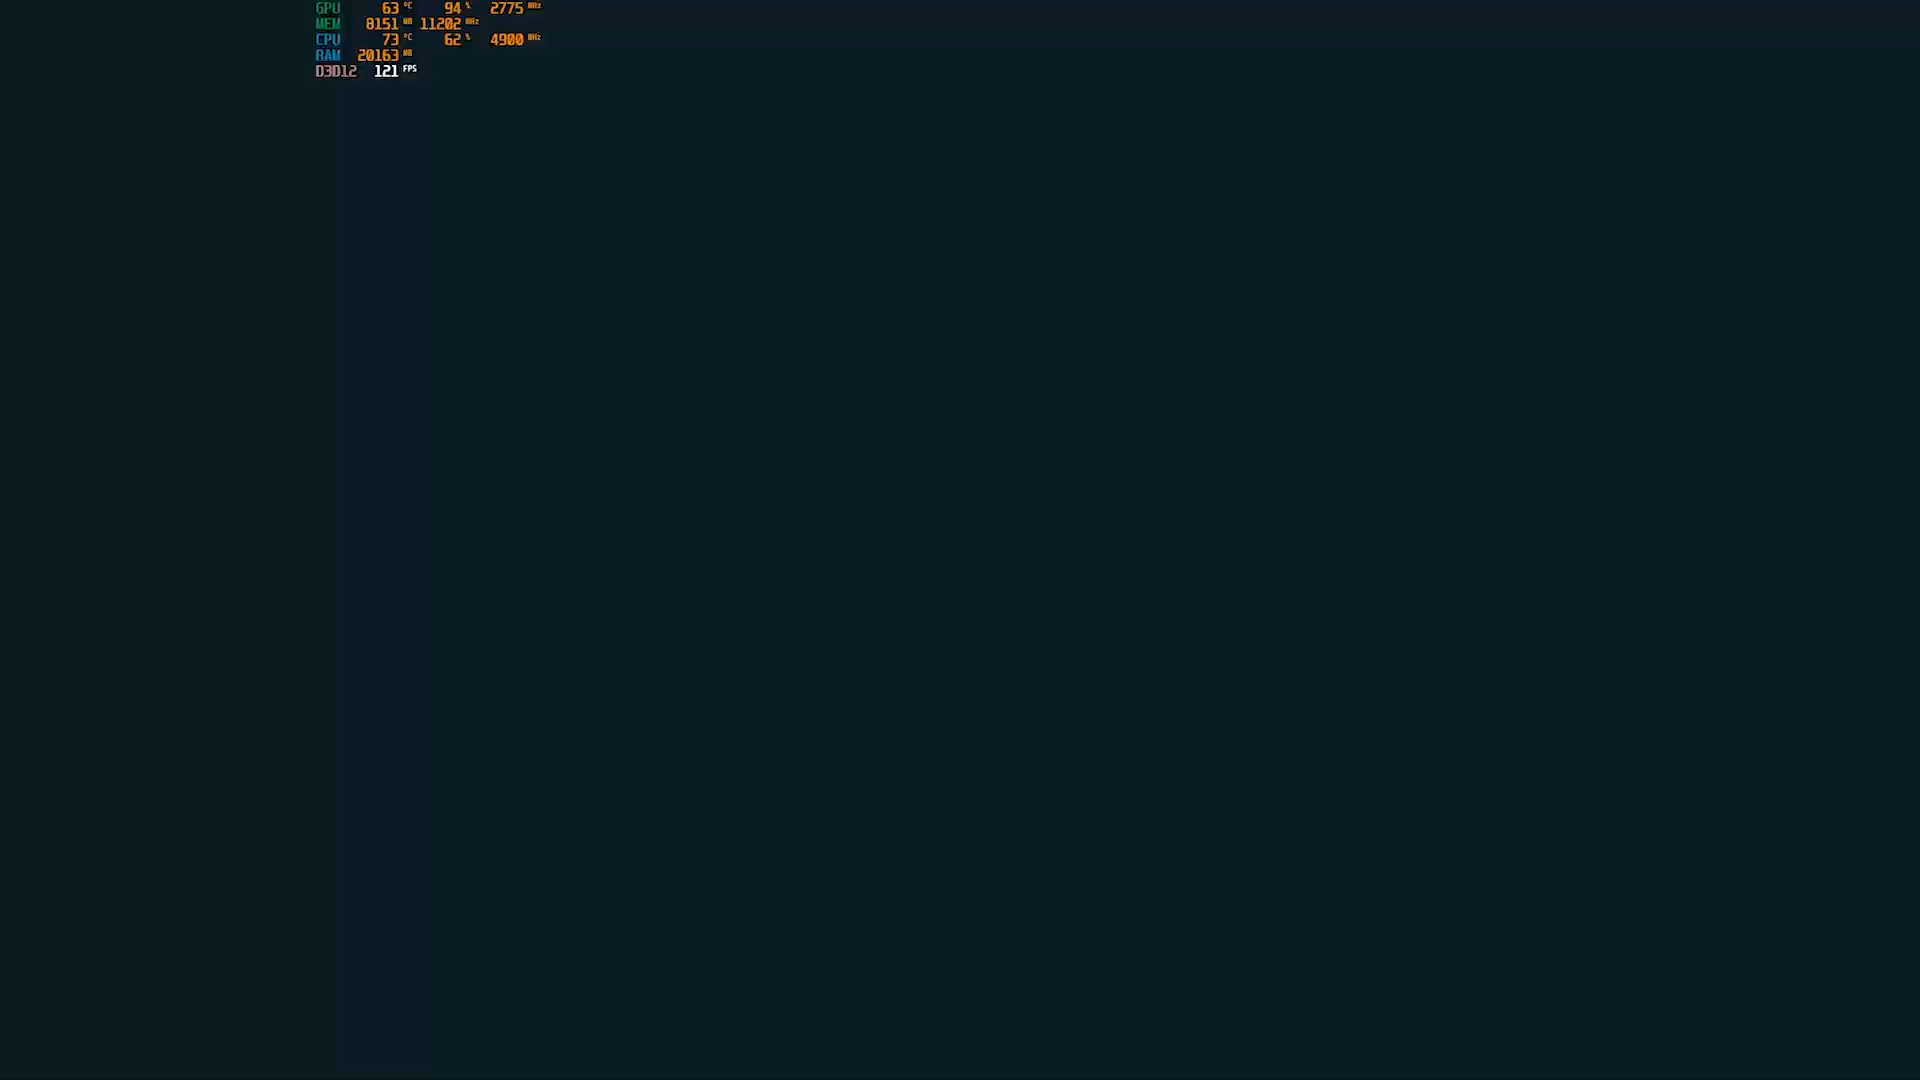 GPU 63 °C 94 % 2775 MHz
MEM 8151 MB 11202 MHz
CPU 73 °C 62 % 4900 MHz
RAM 20163 MB
D3D12 121 FPS